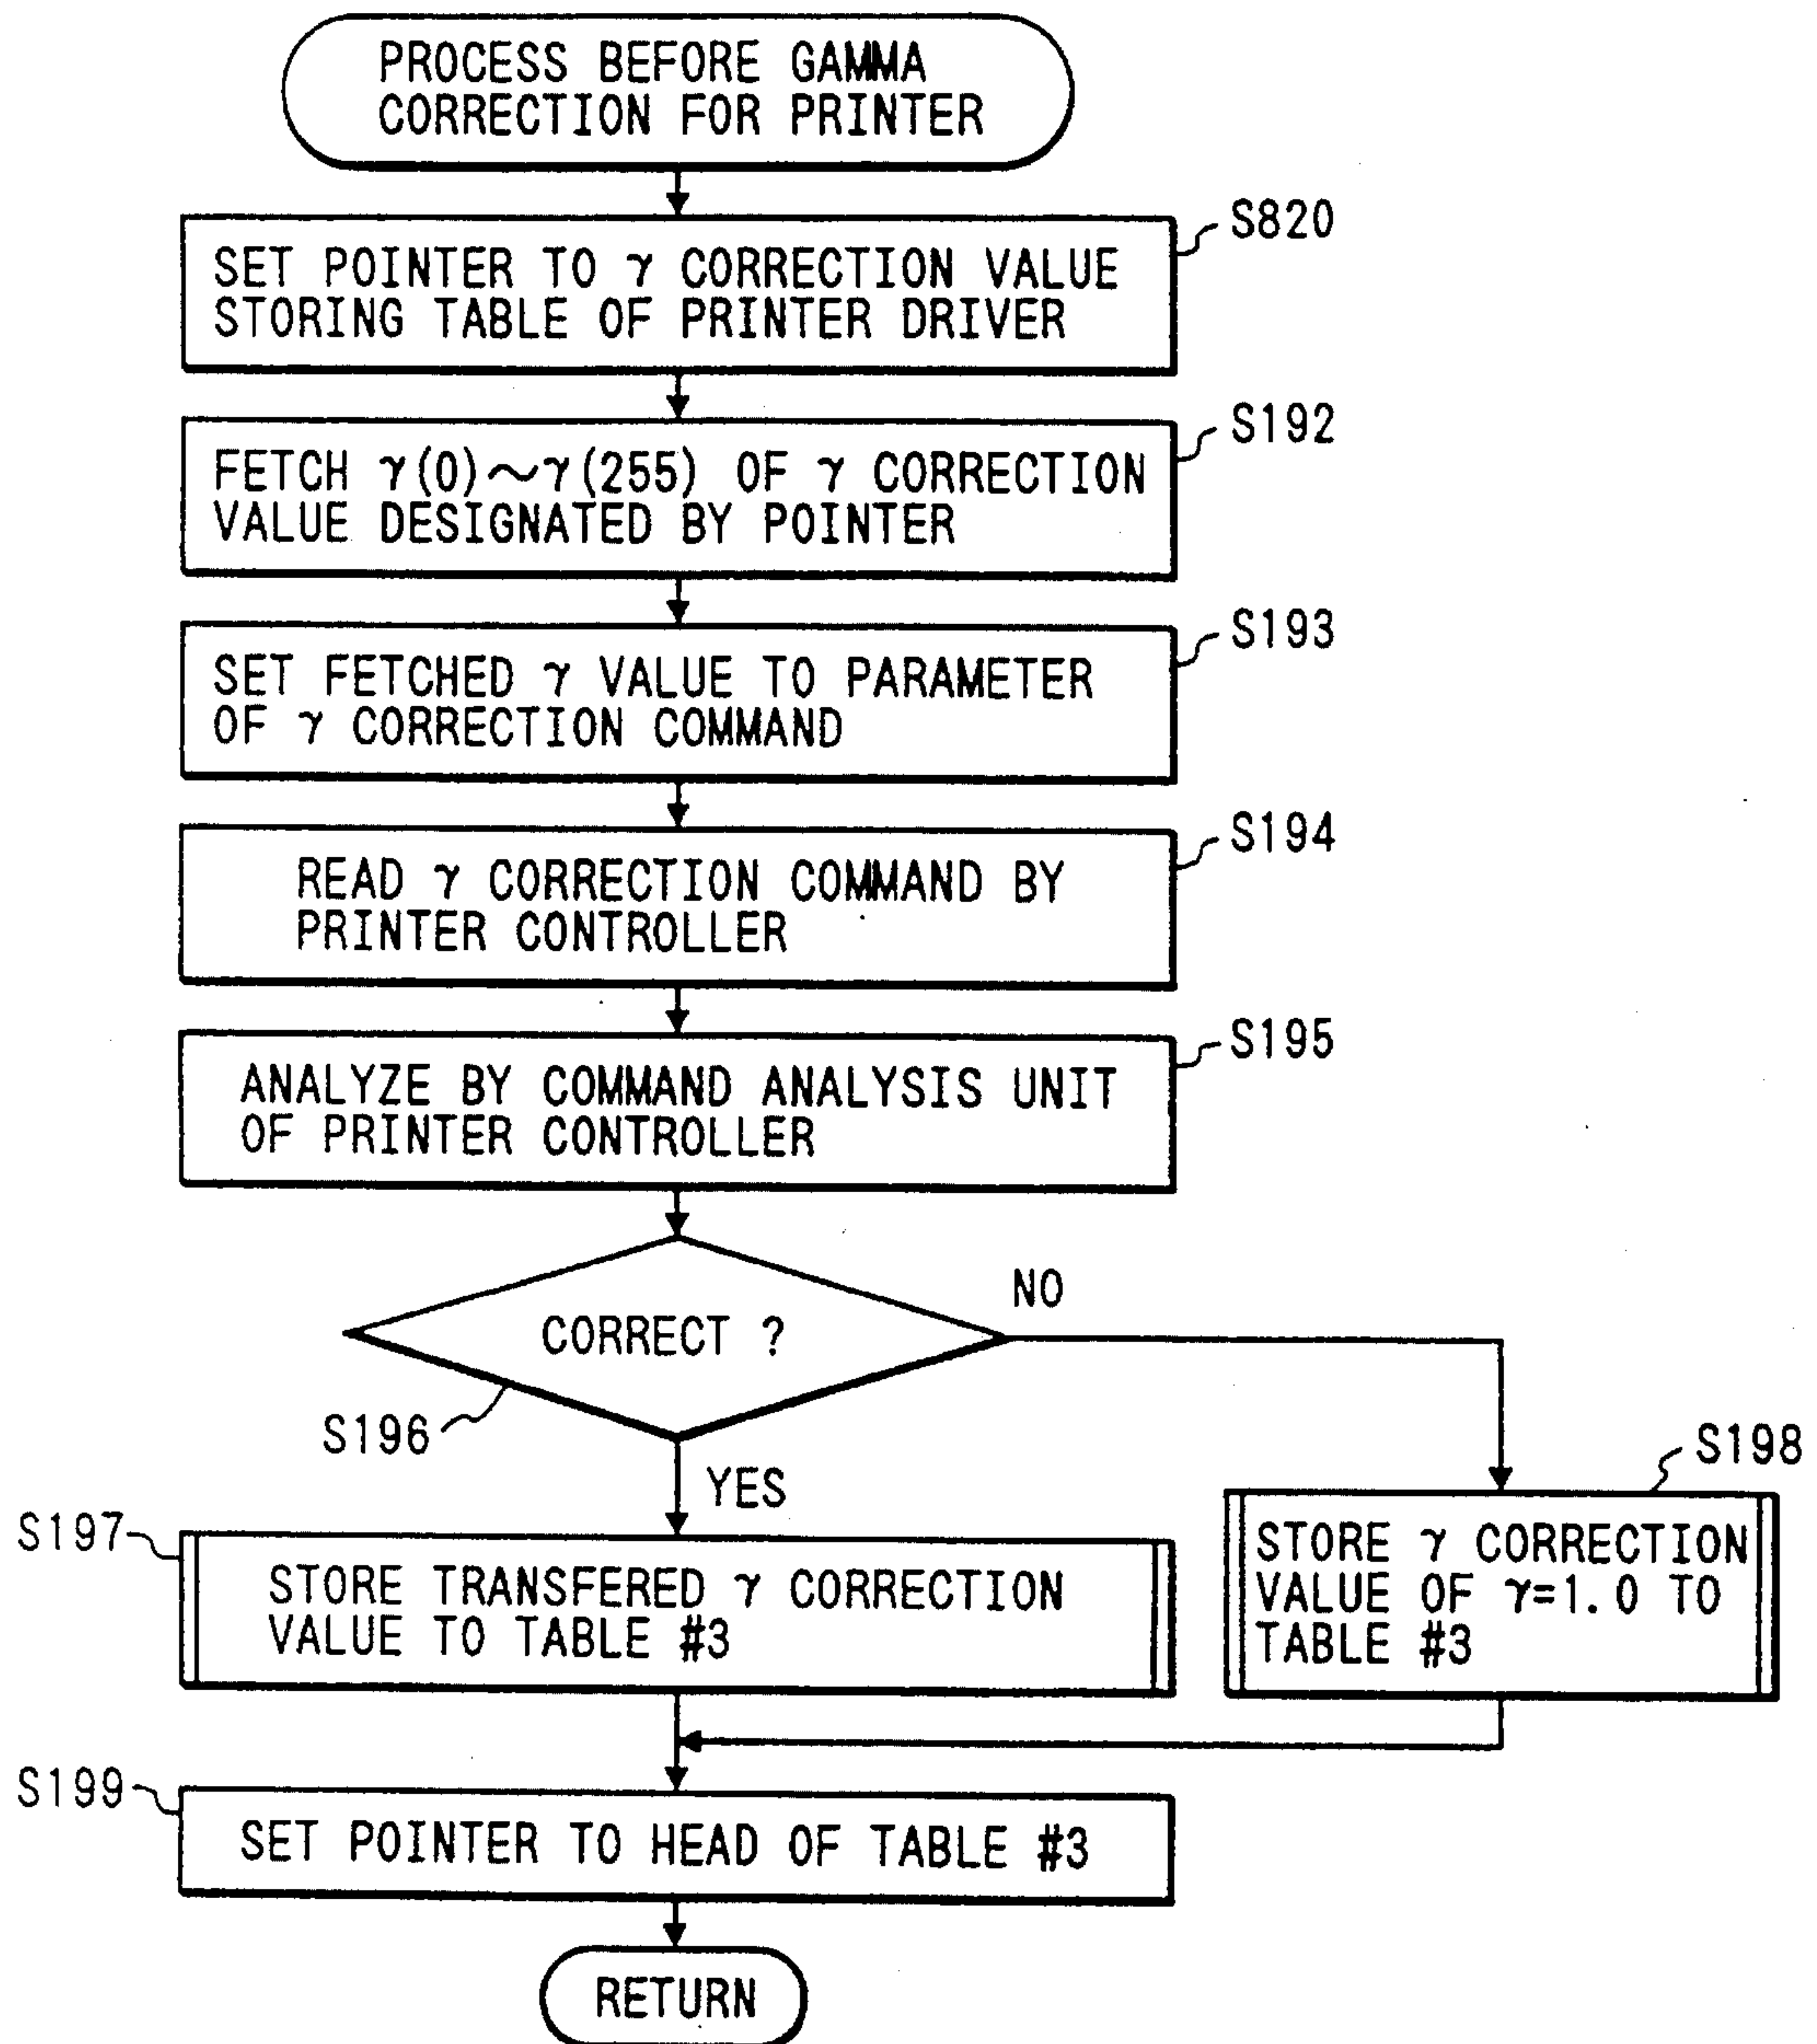 PROCESS BEFORE GAMMA
CORRECTION FOR PRINTER
S820
SET POINTER TO γ CORRECTION VALUE
STORING TABLE OF PRINTER DRIVER
S192
FETCH γ(0)~γ(255) OF γ CORRECTION
VALUE DESIGNATED BY POINTER
S193
SET FETCHED γ VALUE TO PARAMETER
OF γ CORRECTION COMMAND
S194
READ γ CORRECTION COMMAND BY
PRINTER CONTROLLER
S195
ANALYZE BY COMMAND ANALYSIS UNIT
OF PRINTER CONTROLLER
NO
CORRECT ?
S196
YES
S198
S197
STORE TRANSFERED γ CORRECTION
VALUE TO TABLE #3
STORE γ CORRECTION
VALUE OF γ=1.0 TO
TABLE #3
S199
SET POINTER TO HEAD OF TABLE #3
RETURN